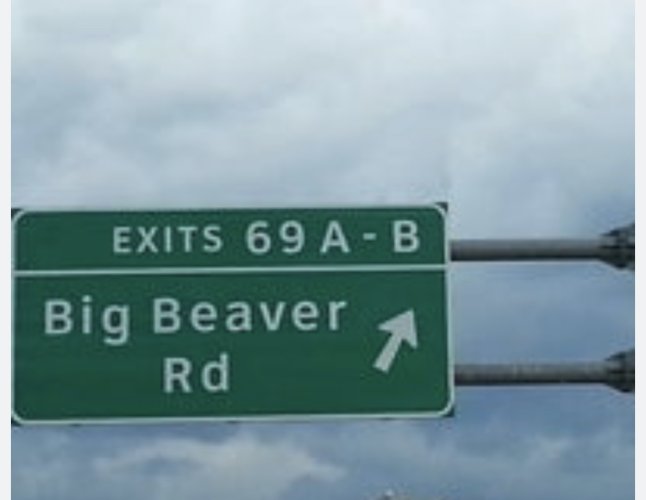 EXITS 69 A - B
Big Beaver
Rd